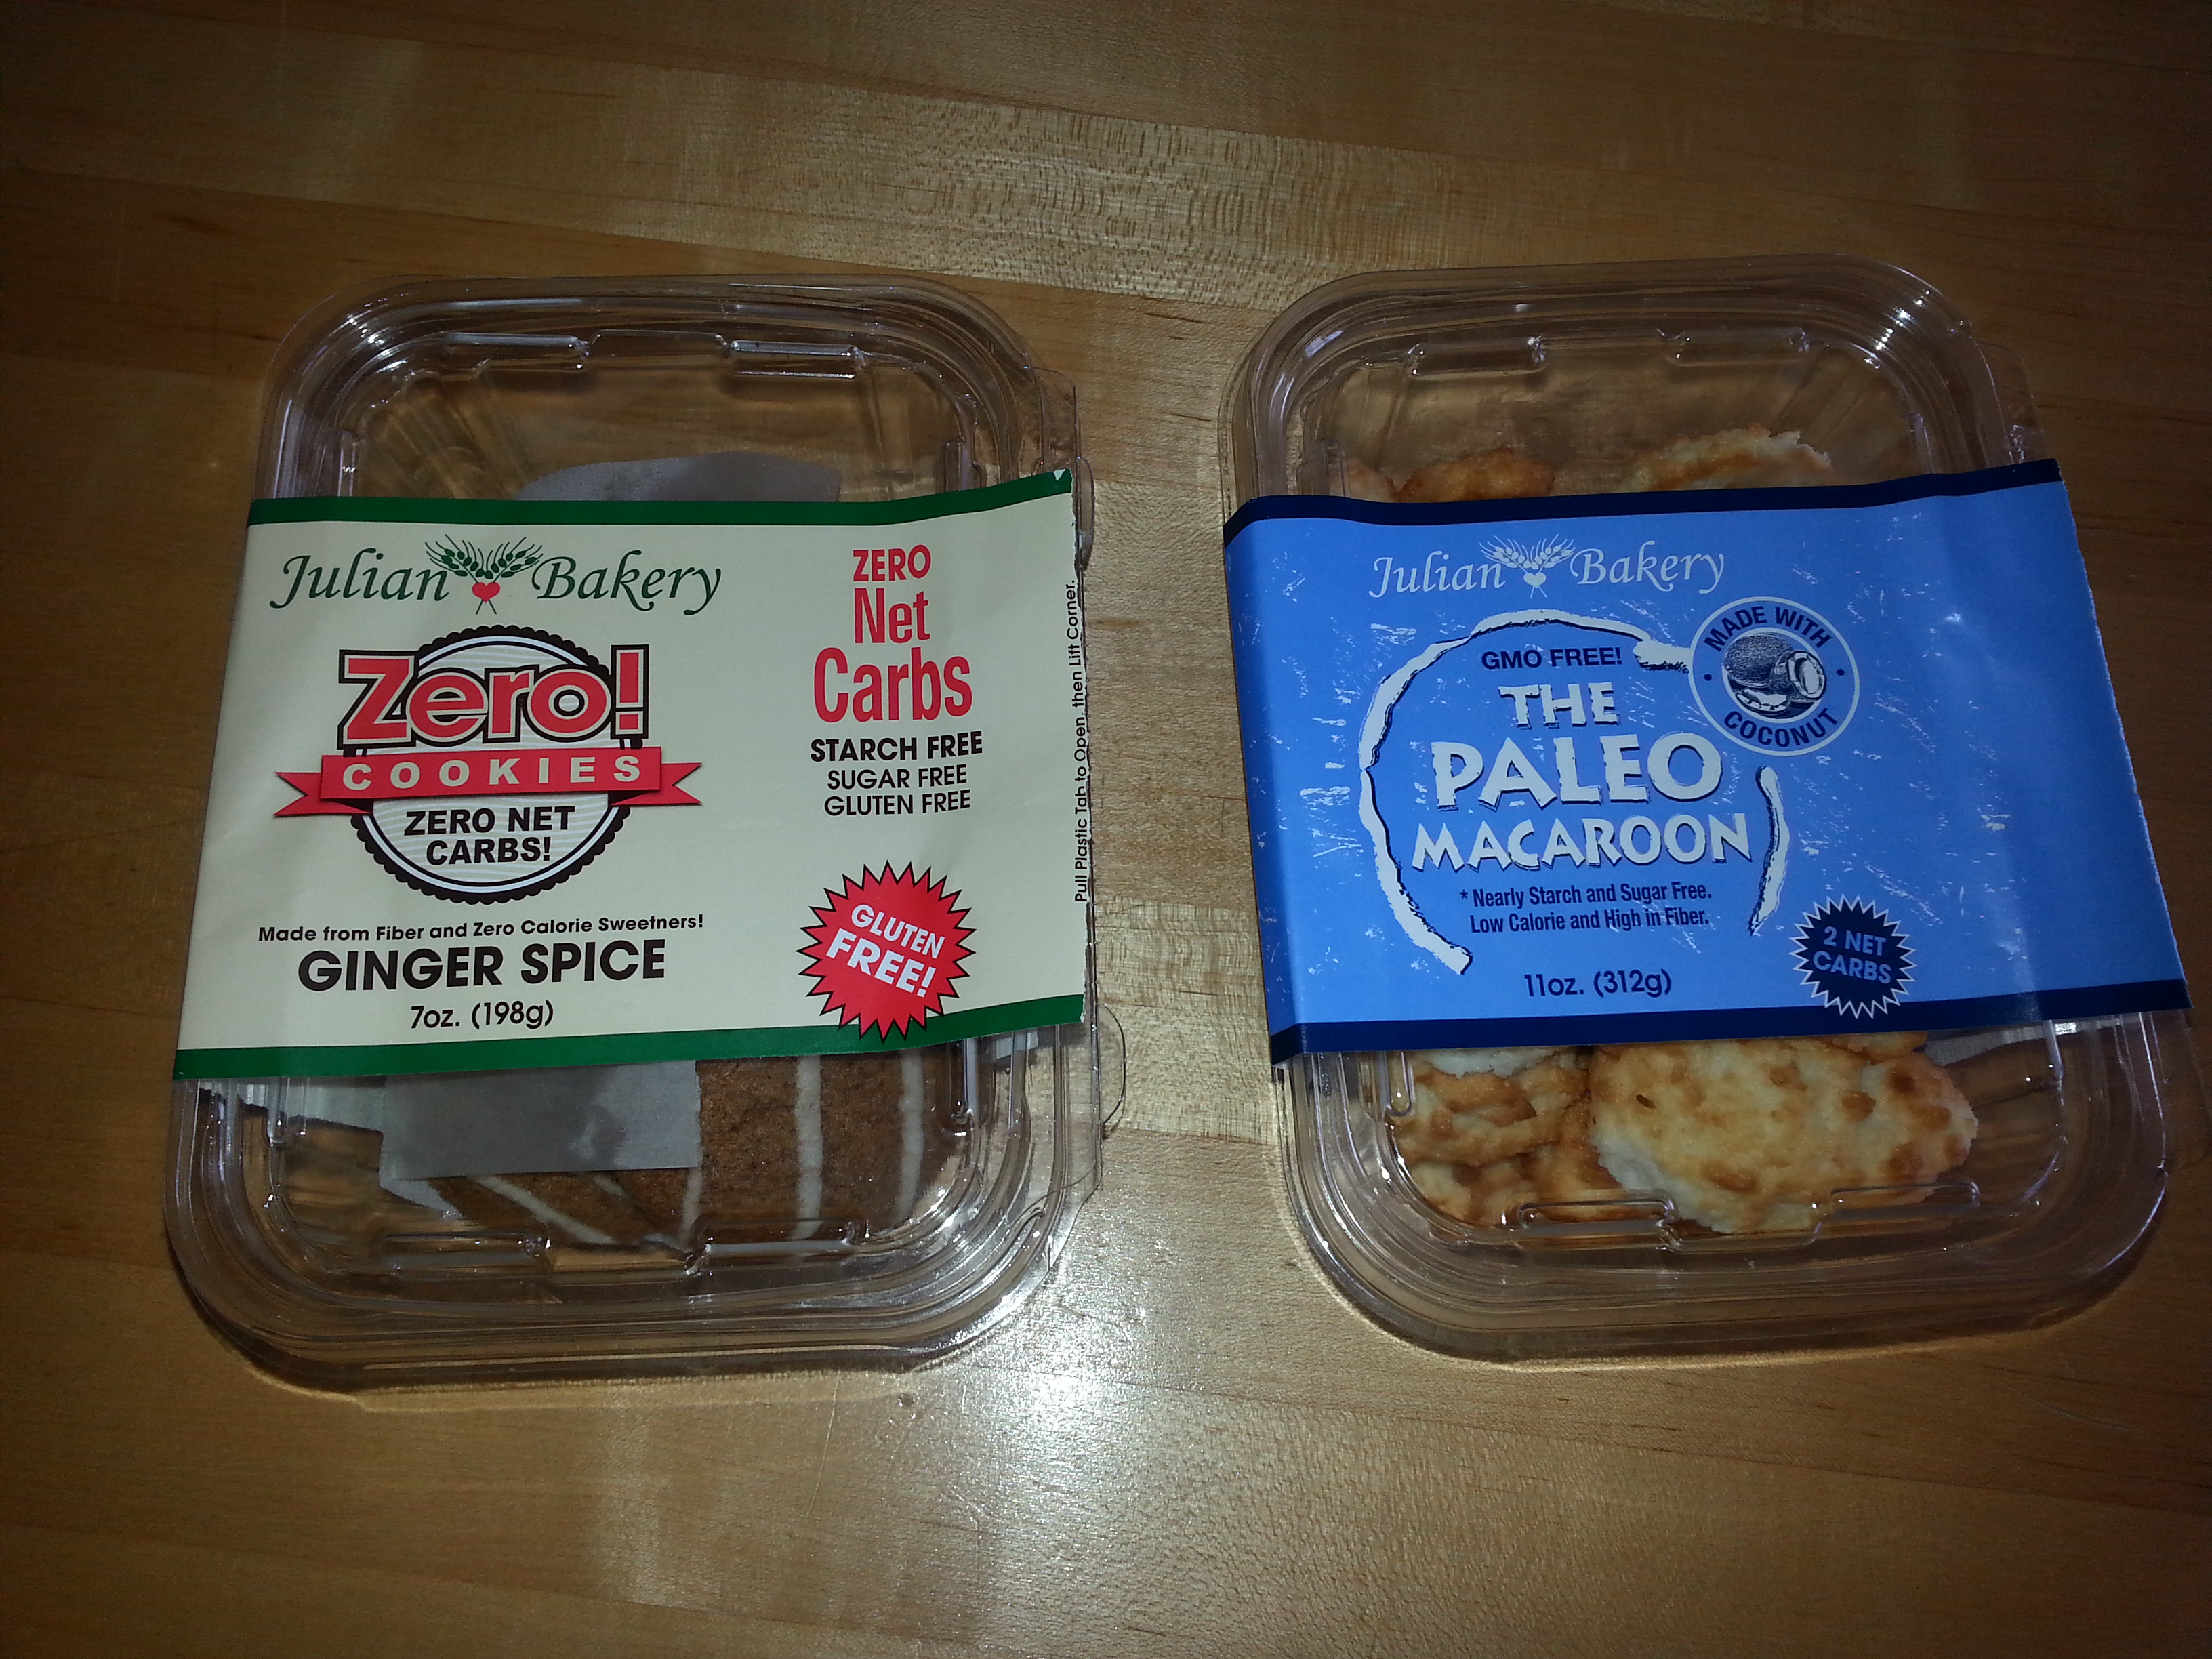 Julian Bakery
Zero!
COOKIES
ZERO NET
CARBS!
Made from Fiber and Zero Calorie Sweetners!
GINGER SPICE
7oz. (198g)
ZERO
Net
Carbs
STARCH FREE
SUGAR FREE
GLUTEN FREE
GLUTEN
FREE!
Pull Plastic Tab to Open, then Lift Corner.
Julian Bakery
GMO FREE!
THE
PALEO
MACAROON
* Nearly Starch and Sugar Free.
Low Calorie and High in Fiber.
11oz. (312g)
MADE WITH
COCONUT
2 NET
CARBS